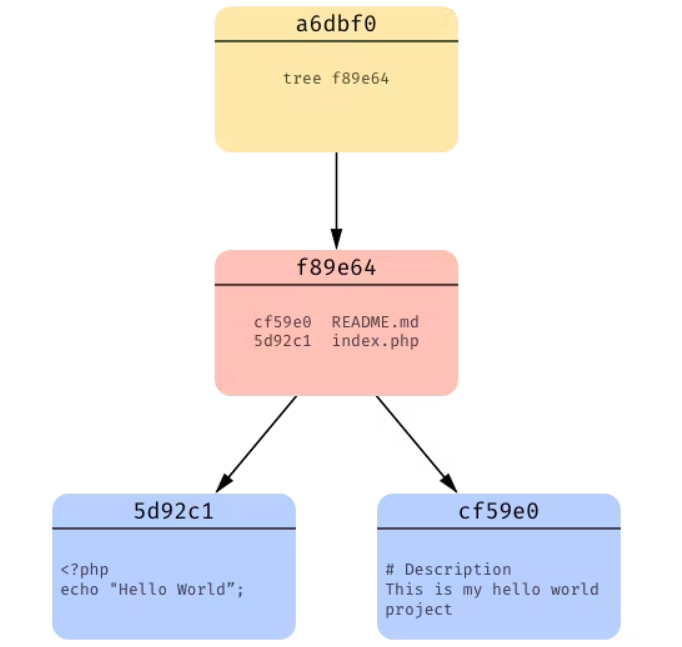 a6dbf0
tree f89e64
f89e64
cf59e0 README.md
5d92c1 index.php
5d92c1
<?php
echo "Hello World”;
cf59e0
# Description
This is my hello world
project